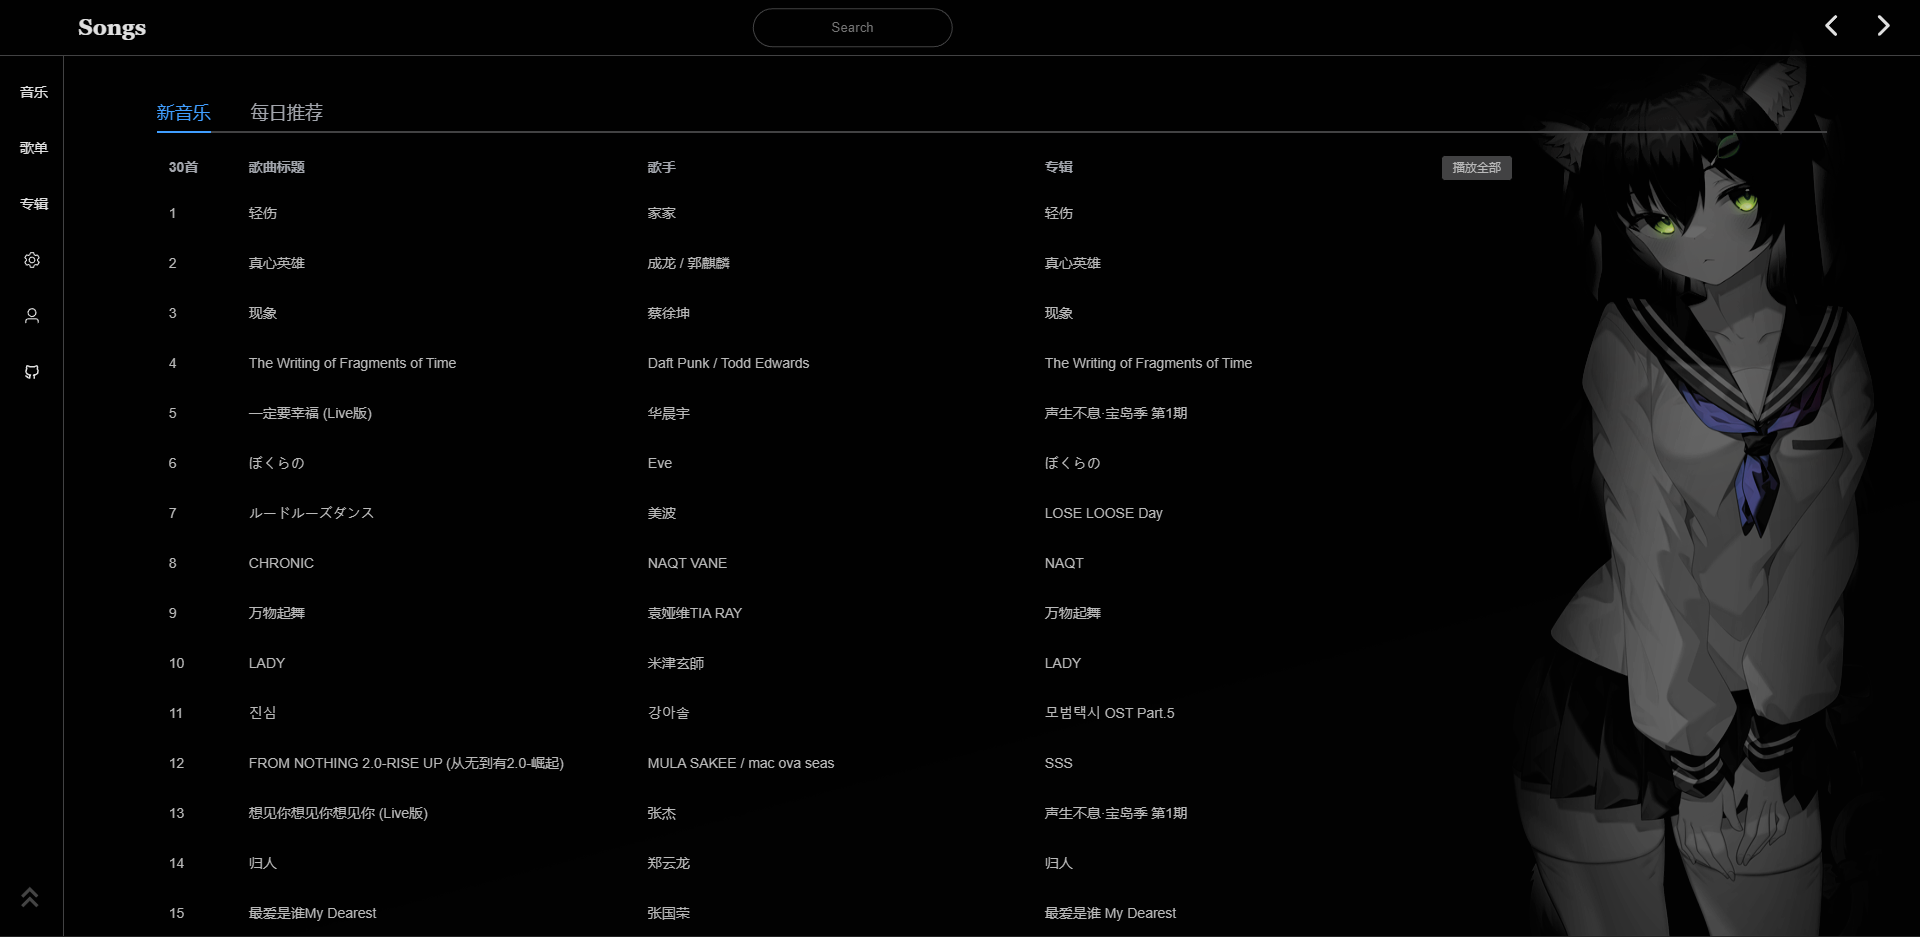 Songs
Search
音乐
歌单
专辑
新音乐 每日推荐
30首 歌曲标题 歌手 专辑 播放全部
1 轻伤 家家 轻伤
2 真心英雄 成龙 / 郭麒麟 真心英雄
3 现象 蔡徐坤 现象
4 The Writing of Fragments of Time Daft Punk / Todd Edwards The Writing of Fragments of Time
5 一定要幸福 (Live版) 华晨宇 声生不息·宝岛季 第1期
6 ぼくらの Eve ぼくらの
7 ルードルーズダンス 美波 LOSE LOOSE Day
8 CHRONIC NAQT VANE NAQT
9 万物起舞 袁娅维TIA RAY 万物起舞
10 LADY 米津玄師 LADY
11 진심 강아솔 모범택시 OST Part.5
12 FROM NOTHING 2.0-RISE UP (从无到有2.0-崛起) MULA SAKEE / mac ova seas SSS
13 想见你想见你想见你 (Live版) 张杰 声生不息·宝岛季 第1期
14 归人 郑云龙 归人
15 最爱是谁My Dearest 张国荣 最爱是谁 My Dearest